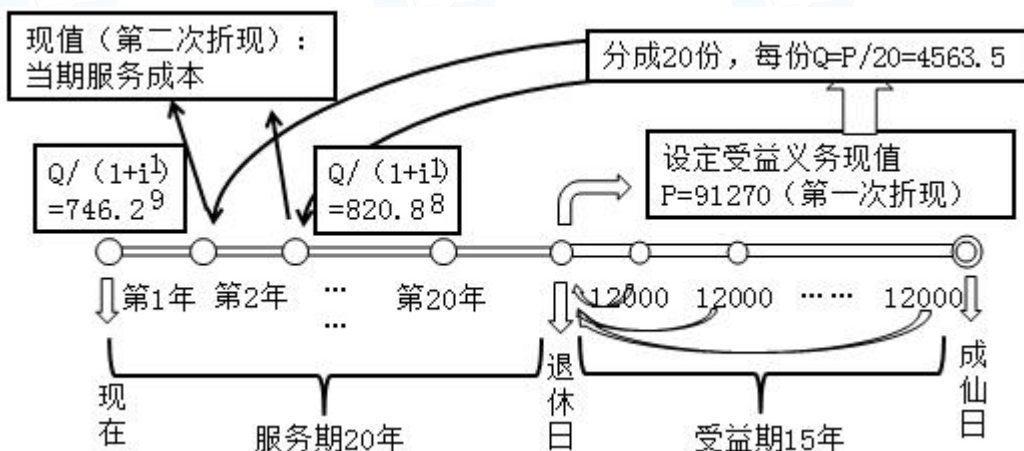 现值（第二次折现）：
当期服务成本
分成20份，每份Q=P/20=4563.5
Q/（1+i）19
=746.2
Q/（1+i）18
=820.8
设定受益义务现值
P=91270（第一次折现）
第1年 第2年 … … 第20年
12000 12000 …… 12000
现在
退休日
成仙日
服务期20年
受益期15年